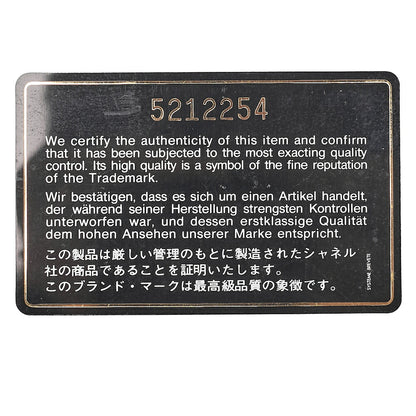 5212254
We certify the authenticity of this item and confirm
that it has been subjected to the most exacting quality
control. Its high quality is a symbol of the fine reputation
of the Trademark.
Wir bestätigen, dass es sich um einen Artikel handelt,
der während seiner Herstellung strengsten Kontrollen
unterworfen war, und dessen erstklassige Qualität
dem hohen Ansehen unserer Marke entspricht.
この製品は厳しい管理のもとに製造されたシャネル
社の商品であることを証明いたします。
このブランド・マークは最高級品質の象徴です。
SYSTEME BREVETE